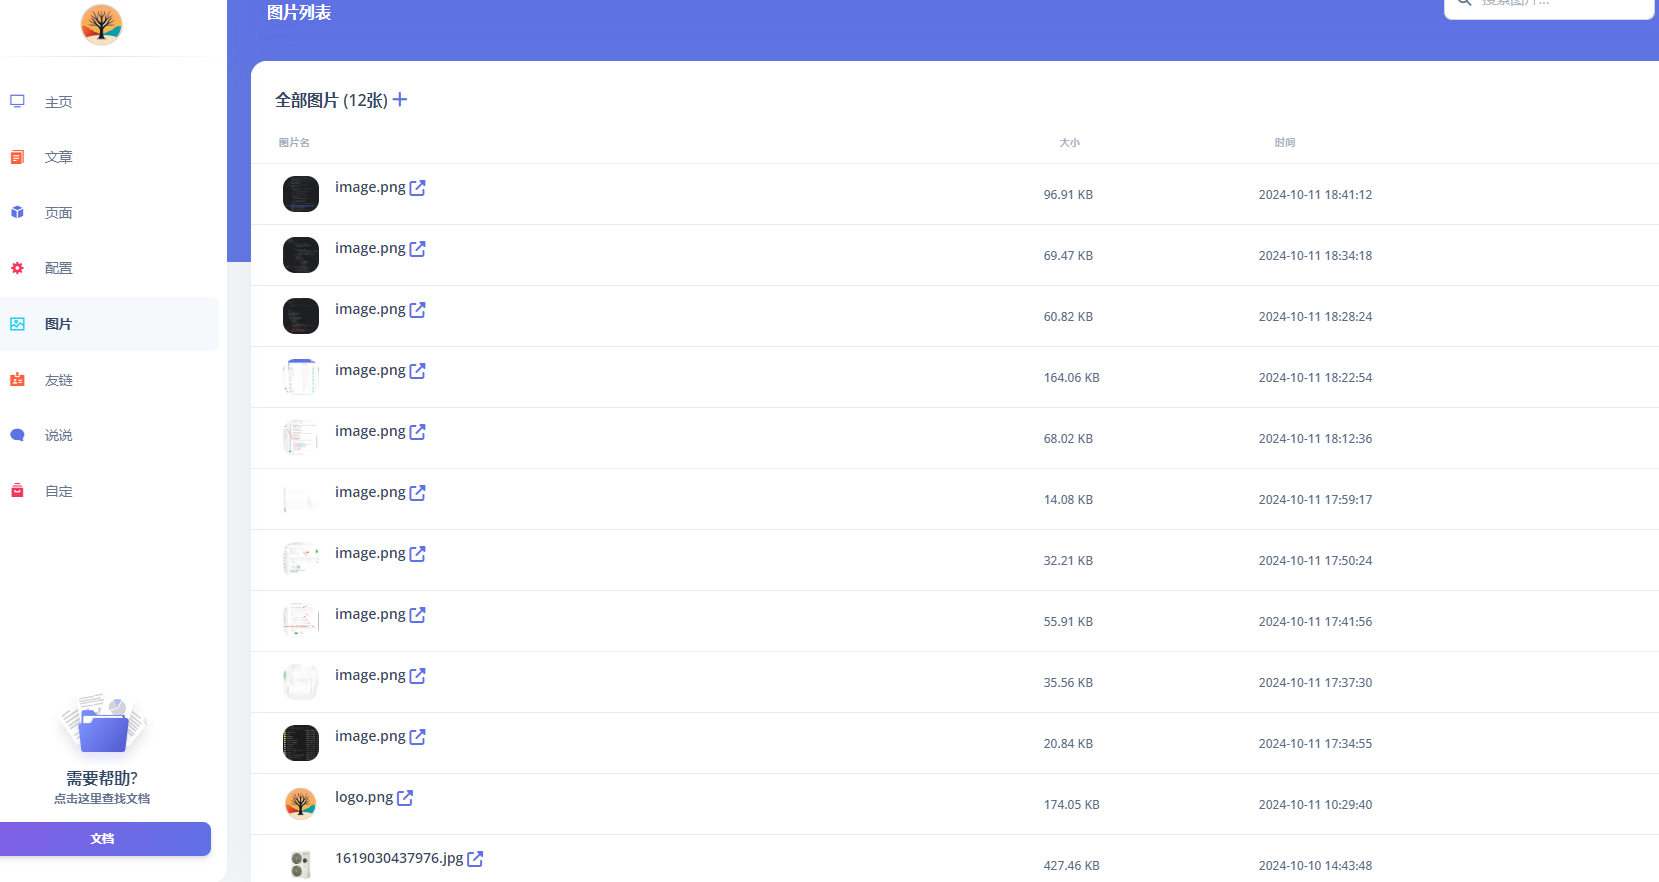 图片列表
搜索图片...
主页
文章
页面
配置
图片
友链
说说
自定
需要帮助?
点击这里查找文档
文档
全部图片 (12张)
图片名 大小 时间
image.png 96.91 KB 2024-10-11 18:41:12
image.png 69.47 KB 2024-10-11 18:34:18
image.png 60.82 KB 2024-10-11 18:28:24
image.png 164.06 KB 2024-10-11 18:22:54
image.png 68.02 KB 2024-10-11 18:12:36
image.png 14.08 KB 2024-10-11 17:59:17
image.png 32.21 KB 2024-10-11 17:50:24
image.png 55.91 KB 2024-10-11 17:41:56
image.png 35.56 KB 2024-10-11 17:37:30
image.png 20.84 KB 2024-10-11 17:34:55
logo.png 174.05 KB 2024-10-11 10:29:40
1619030437976.jpg 427.46 KB 2024-10-10 14:43:48